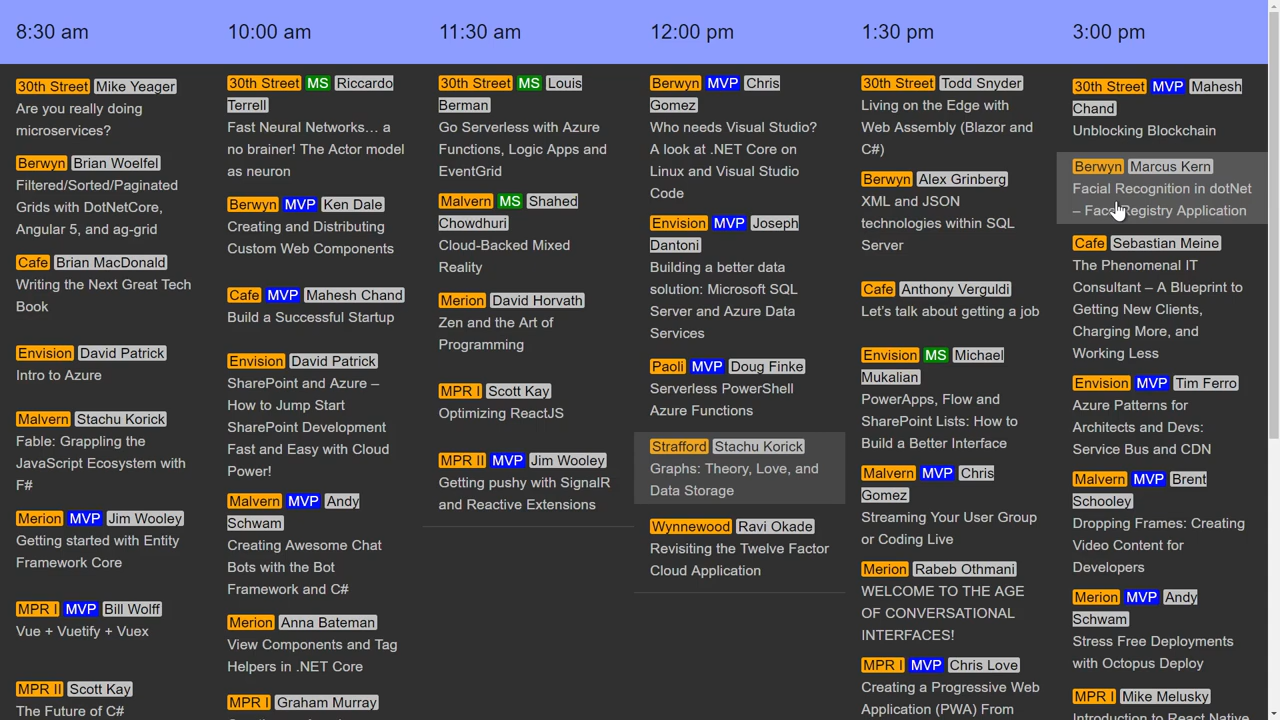 8:30 am
10:00 am
11:30 am
12:00 pm
1:30 pm
3:00 pm
30th Street Mike Yeager
Are you really doing
microservices?
Berwyn Brian Woelfel
Filtered/Sorted/Paginated
Grids with DotNetCore,
Angular 5, and ag-grid
Cafe Brian MacDonald
Writing the Next Great Tech
Book
Envision David Patrick
Intro to Azure
Malvern Stachu Korick
Fable: Grappling the
JavaScript Ecosystem with
F#
Merion MVP Jim Wooley
Getting started with Entity
Framework Core
MPR I MVP Bill Wolff
Vue + Vuetify + Vuex
MPR II Scott Kay
The Future of C#
30th Street MS Riccardo
Terrell
Fast Neural Networks… a
no brainer! The Actor model
as neuron
Berwyn MVP Ken Dale
Creating and Distributing
Custom Web Components
Cafe MVP Mahesh Chand
Build a Successful Startup
Envision David Patrick
SharePoint and Azure –
How to Jump Start
SharePoint Development
Fast and Easy with Cloud
Power!
Malvern MVP Andy
Schwam
Creating Awesome Chat
Bots with the Bot
Framework and C#
Merion Anna Bateman
View Components and Tag
Helpers in .NET Core
MPR I Graham Murray
30th Street MS Louis
Berman
Go Serverless with Azure
Functions, Logic Apps and
EventGrid
Malvern MS Shahed
Chowdhuri
Cloud-Backed Mixed
Reality
Merion David Horvath
Zen and the Art of
Programming
MPR I Scott Kay
Optimizing ReactJS
MPR II MVP Jim Wooley
Getting pushy with SignalR
and Reactive Extensions
Berwyn MVP Chris
Gomez
Who needs Visual Studio?
A look at .NET Core on
Linux and Visual Studio
Code
Envision MVP Joseph
Dantoni
Building a better data
solution: Microsoft SQL
Server and Azure Data
Services
Paoli MVP Doug Finke
Serverless PowerShell
Azure Functions
Strafford Stachu Korick
Graphs: Theory, Love, and
Data Storage
Wynnewood Ravi Okade
Revisiting the Twelve Factor
Cloud Application
30th Street Todd Snyder
Living on the Edge with
Web Assembly (Blazor and
C#)
Berwyn Alex Grinberg
XML and JSON
technologies within SQL
Server
Cafe Anthony Verguldi
Let's talk about getting a job
Envision MS Michael
Mukalian
PowerApps, Flow and
SharePoint Lists: How to
Build a Better Interface
Malvern MVP Chris
Gomez
Streaming Your User Group
or Coding Live
Merion Rabeb Othmani
WELCOME TO THE AGE
OF CONVERSATIONAL
INTERFACES!
MPR I MVP Chris Love
Creating a Progressive Web
Application (PWA) From
30th Street MVP Mahesh
Chand
Unblocking Blockchain
Berwyn Marcus Kern
Facial Recognition in dotNet
– Face Registry Application
Cafe Sebastian Meine
The Phenomenal IT
Consultant – A Blueprint to
Getting New Clients,
Charging More, and
Working Less
Envision MVP Tim Ferro
Azure Patterns for
Architects and Devs:
Service Bus and CDN
Malvern MVP Brent
Schooley
Dropping Frames: Creating
Video Content for
Developers
Merion MVP Andy
Schwam
Stress Free Deployments
with Octopus Deploy
MPR I Mike Melusky
Introduction to React Native